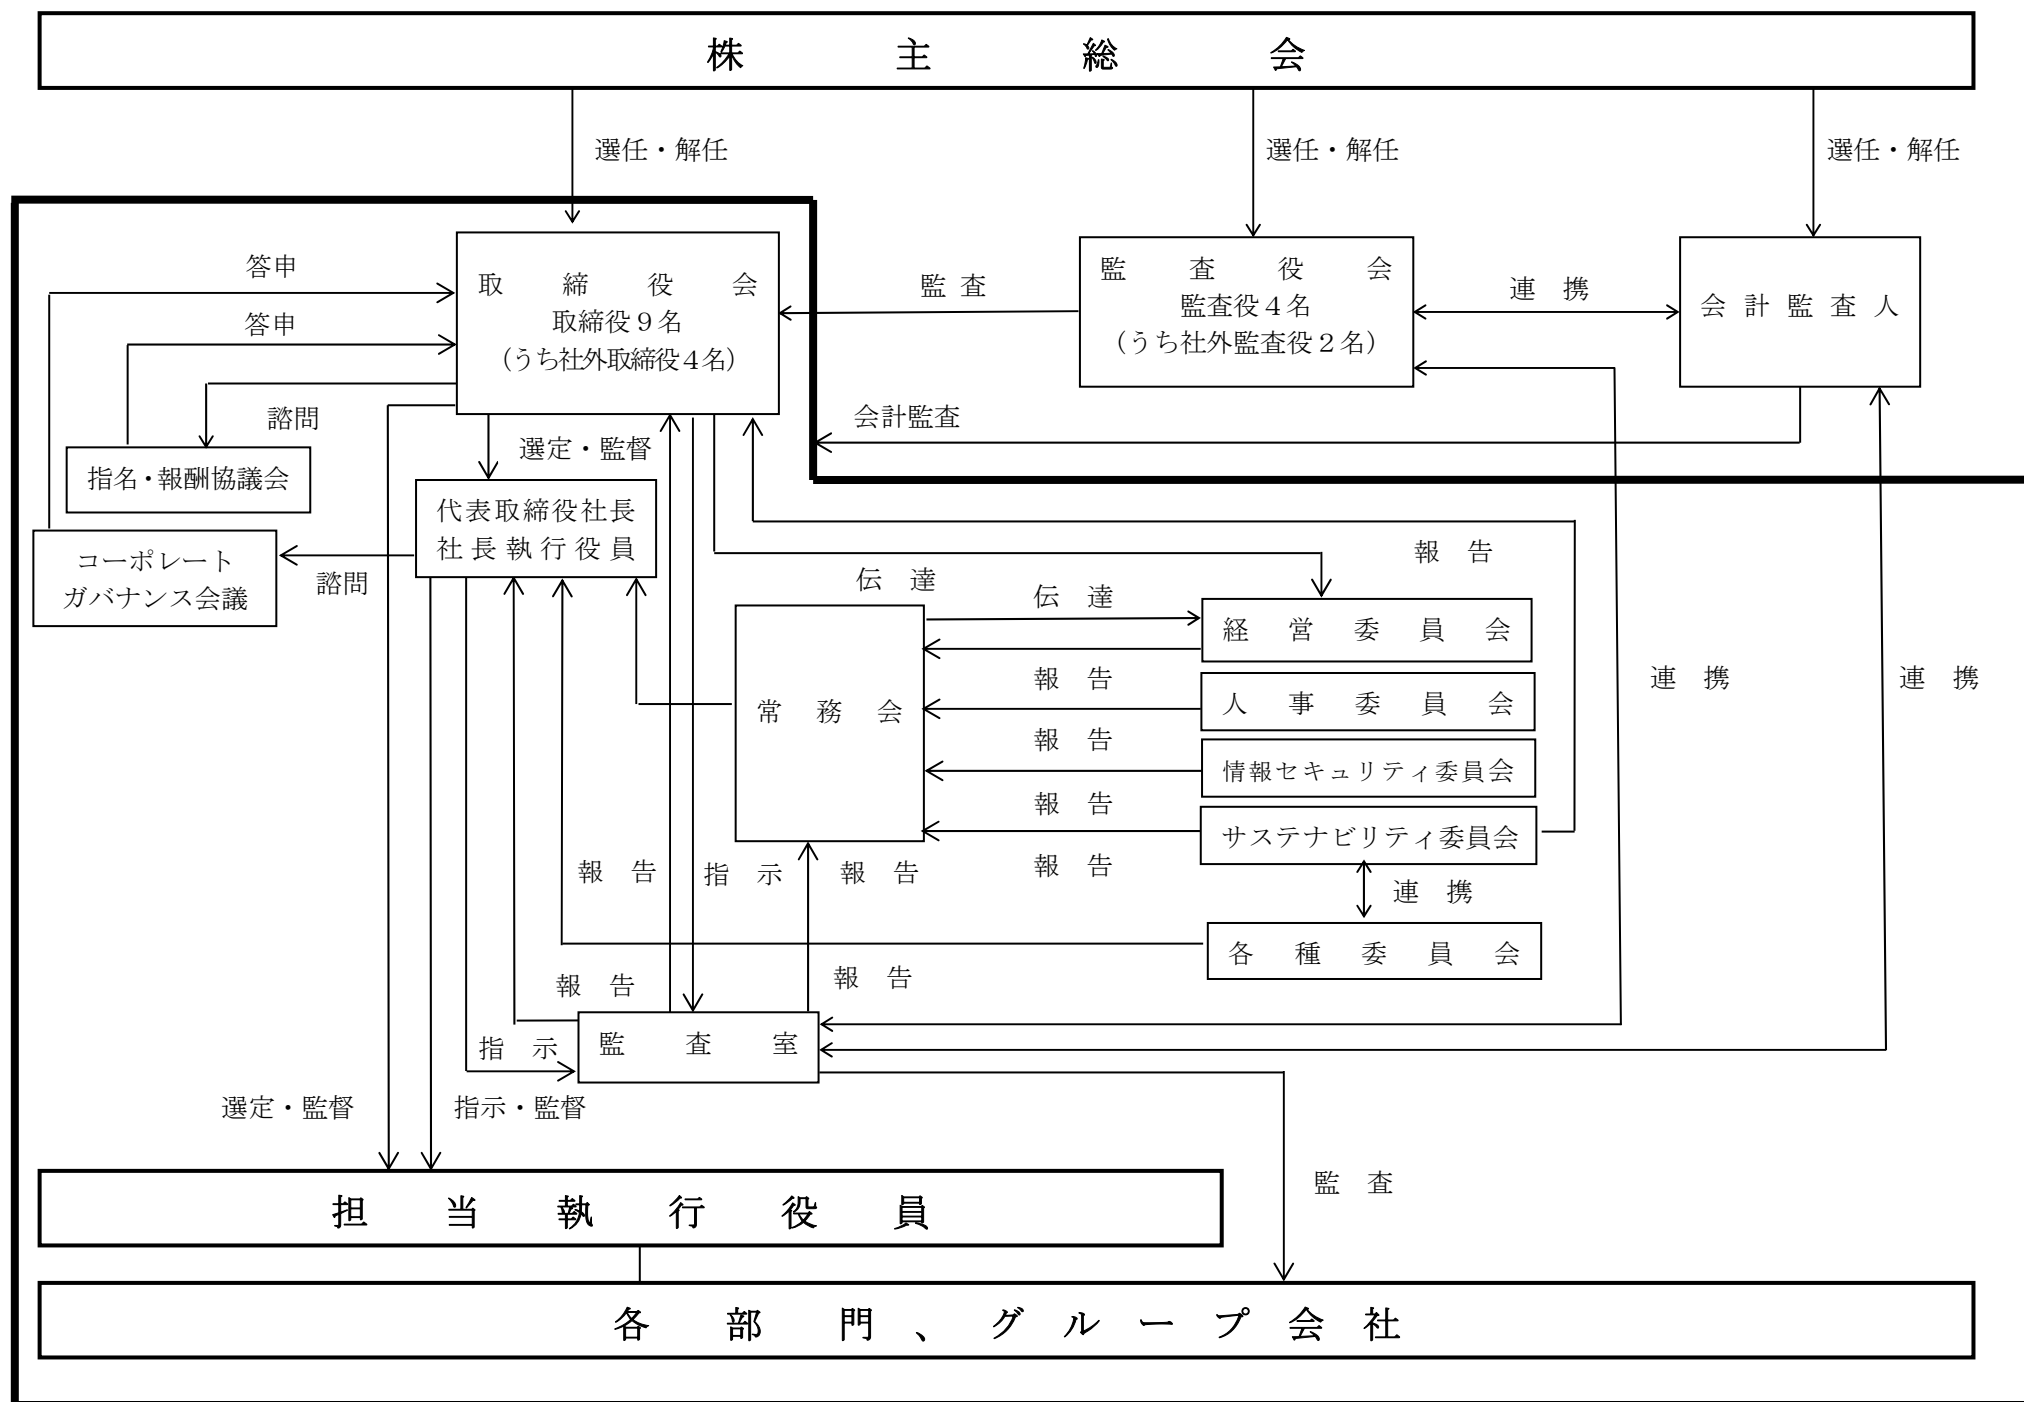 株主総会
選任・解任
選任・解任
選任・解任
取締役会
取締役９名
（うち社外取締役４名）
監査役会
監査役４名
（うち社外監査役２名）
会計監査人
監査
連携
答申
答申
諮問
選定・監督
会計監査
指名・報酬協議会
代表取締役社長
社長執行役員
コーポレート
ガバナンス会議
諮問
報告
伝達
伝達
経営委員会
報告
人事委員会
連携
連携
常務会
報告
情報セキュリティ委員会
報告
サステナビリティ委員会
報告
指示
報告
報告
連携
各種委員会
報告
報告
監査室
指示
選定・監督
指示・監督
監査
担当執行役員
各部門、グループ会社